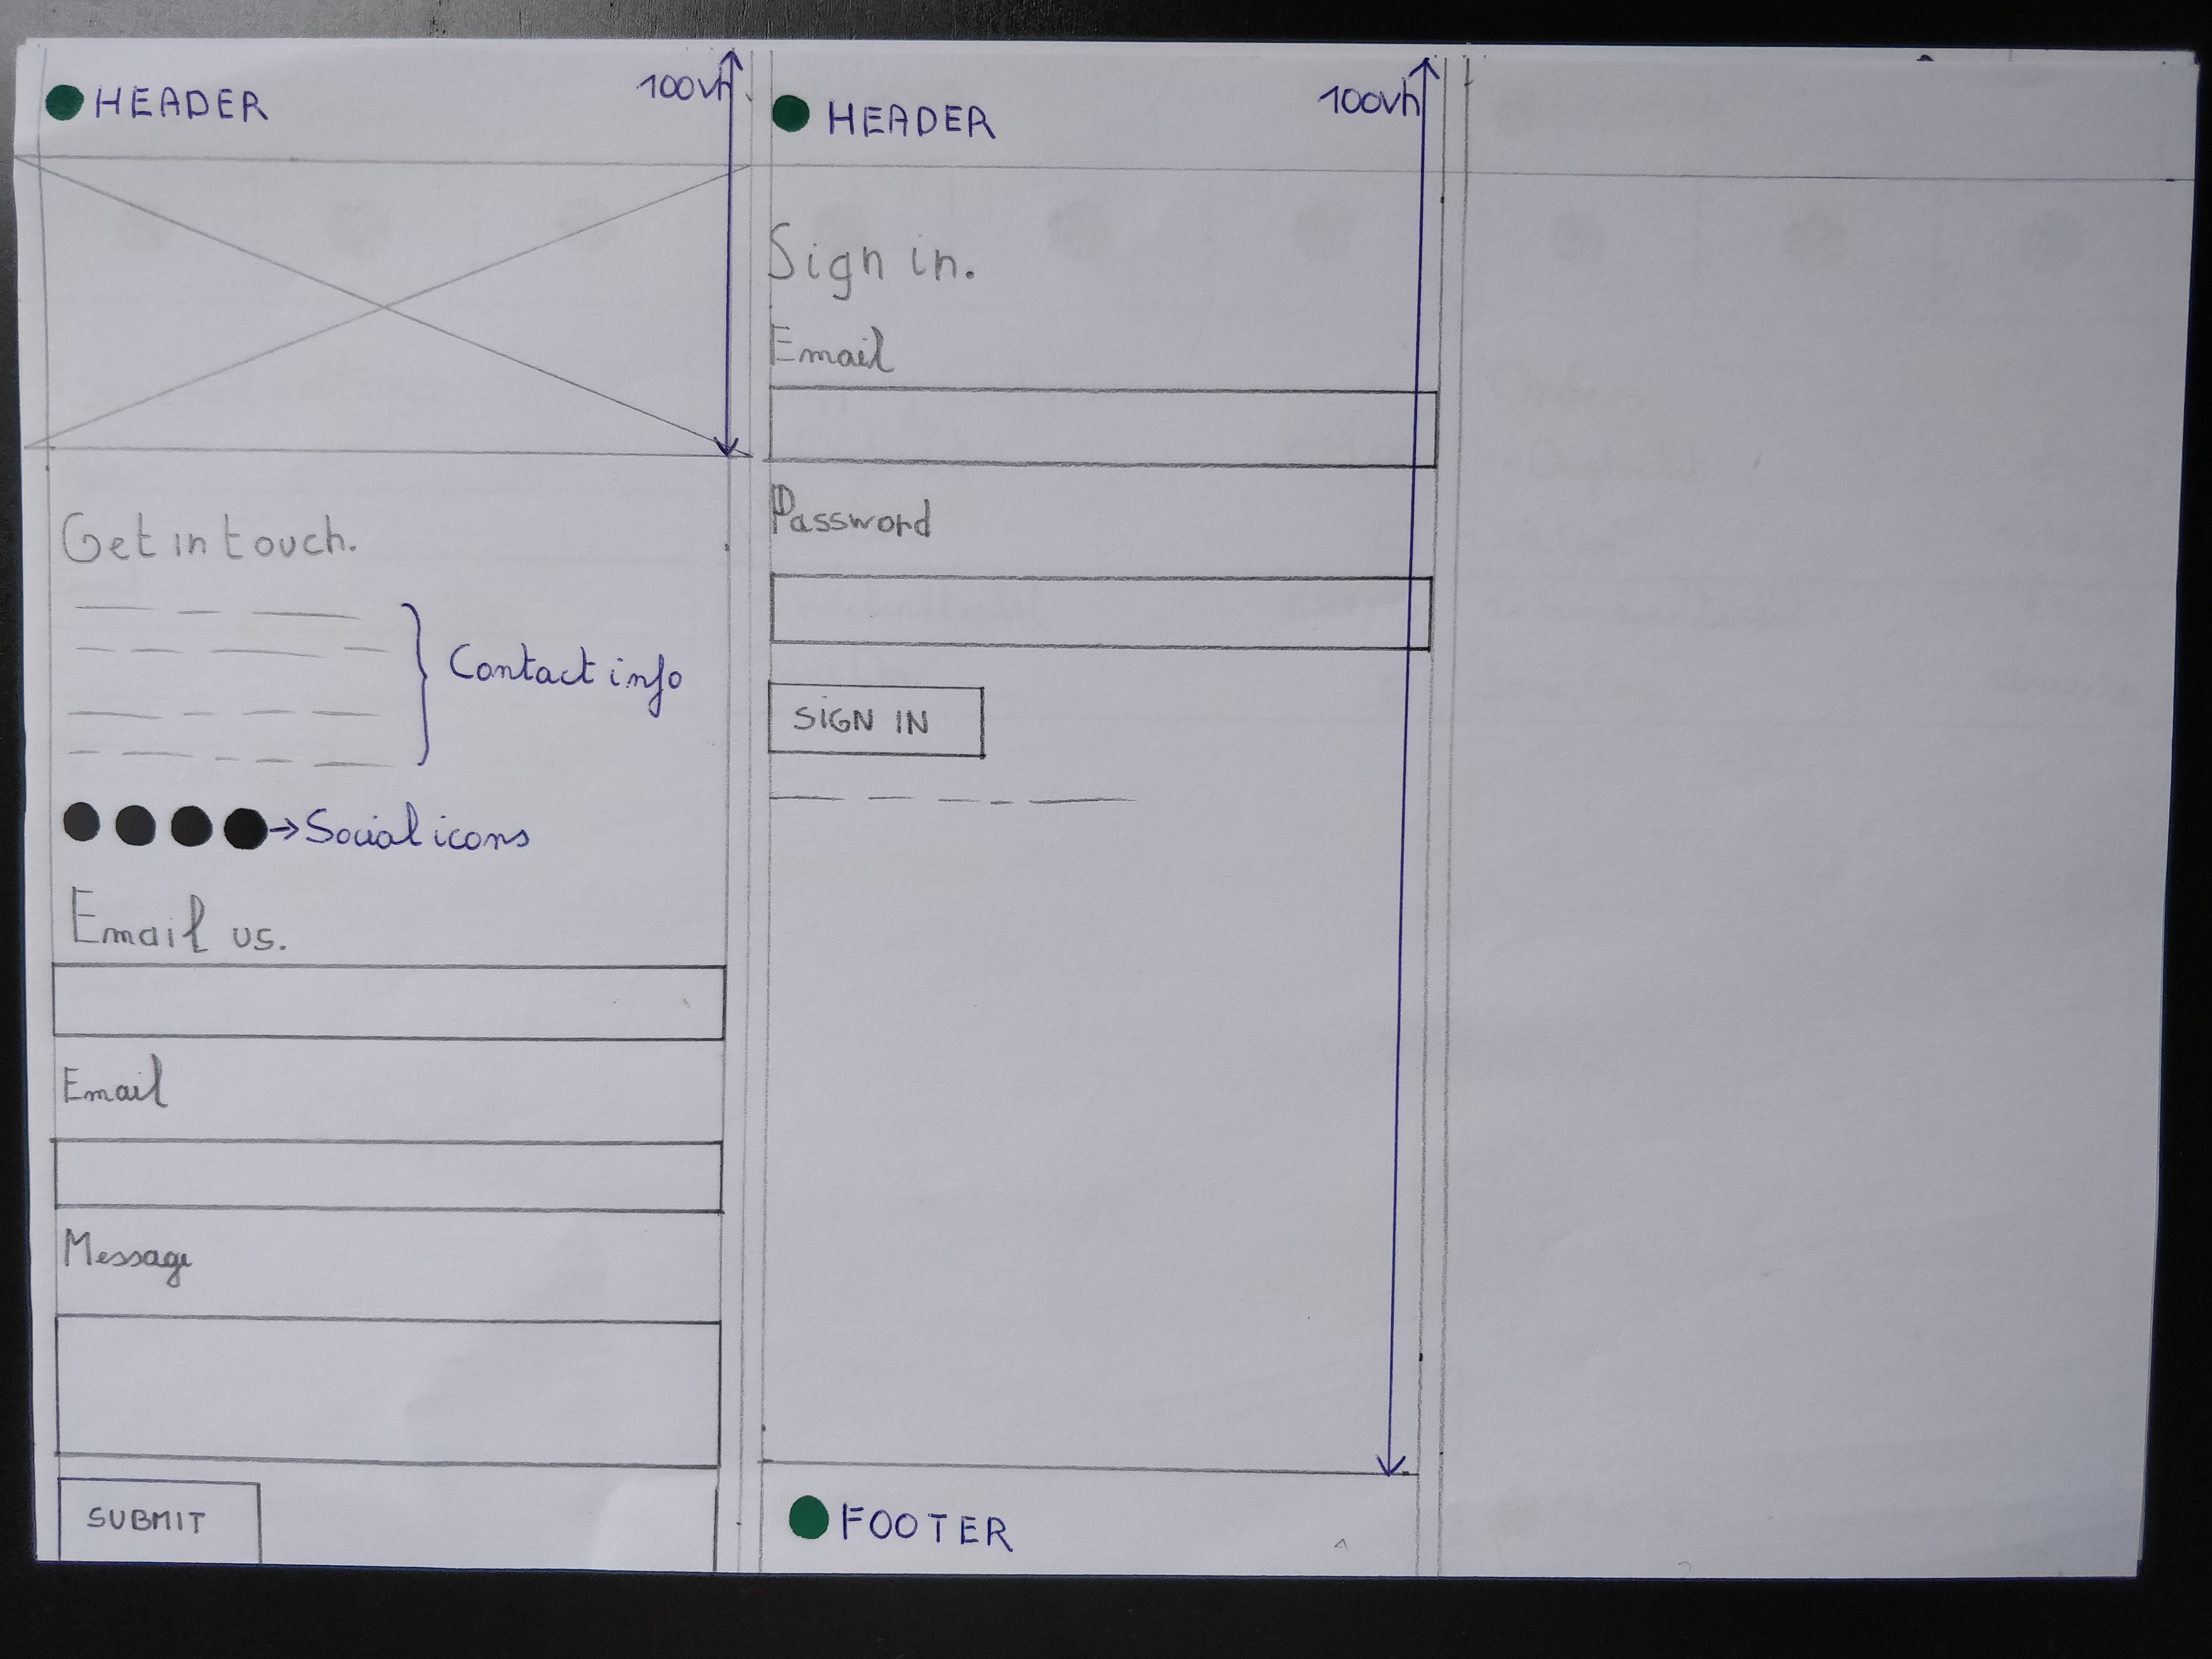 HEADER
100vh
Get in touch.
Contact info
Social icons
Email us.
Email
Message
SUBMIT
HEADER
100vh
Sign in.
Email
Password
SIGN IN
FOOTER